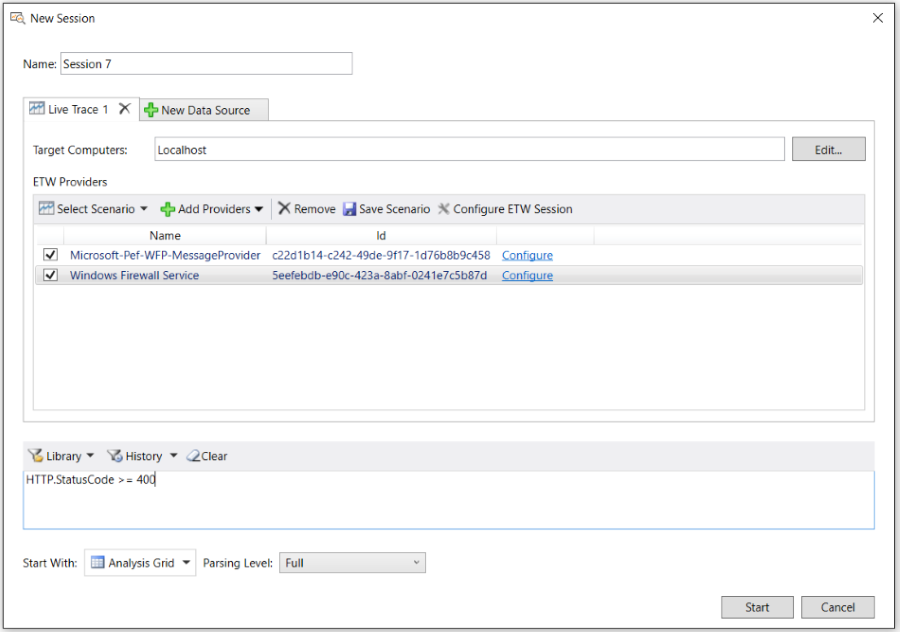 New Session
Name: Session 7
Live Trace 1 New Data Source
Target Computers: Localhost Edit...
ETW Providers
Select Scenario Add Providers Remove Save Scenario Configure ETW Session
Name Id
Microsoft-Pef-WFP-MessageProvider c22d1b14-c242-49de-9f17-1d76b8b9c458 Configure
Windows Firewall Service 5eefebdb-e90c-423a-8abf-0241e7c5b87d Configure
Library History Clear
HTTP.StatusCode >= 400
Start With: Analysis Grid Parsing Level: Full
Start Cancel